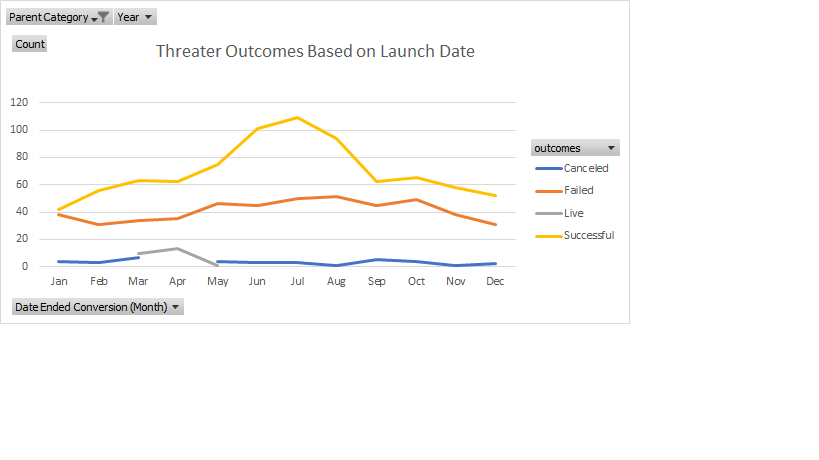 Parent Category Year
Count
Threater Outcomes Based on Launch Date
120
100
80
60
40
20
0
Jan Feb Mar Apr May Jun Jul Aug Sep Oct Nov Dec
outcomes
Canceled
Failed
Live
Successful
Date Ended Conversion (Month)